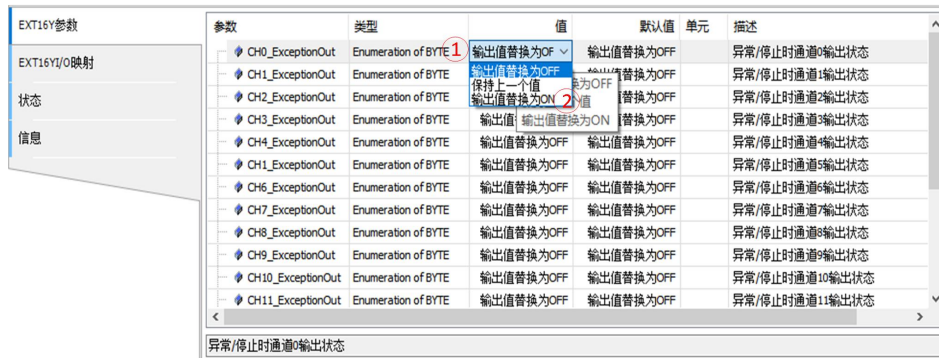 EXT16Y参数
EXT16YI/O映射
状态
信息
参数 类型 值 默认值 单元 描述
CH0_ExceptionOut Enumeration of BYTE ① 输出值替换为OF 输出值替换为OFF 异常/停止时通道0输出状态
输出值替换为OFF
保持上一个值
输出值替换为ON ②
换为OFF
个值
输出值替换为ON
CH1_ExceptionOut Enumeration of BYTE 替换为OFF 异常/停止时通道1输出状态
CH2_ExceptionOut Enumeration of BYTE 替换为OFF 异常/停止时通道2输出状态
CH3_ExceptionOut Enumeration of BYTE 输出值 替换为OFF 异常/停止时通道3输出状态
CH4_ExceptionOut Enumeration of BYTE 输出值替换为OFF 输出值替换为OFF 异常/停止时通道4输出状态
CH1_ExceptionOut Enumeration of BYTE 输出值替换为OFF 输出值替换为OFF 异常/停止时通道5输出状态
CH6_ExceptionOut Enumeration of BYTE 输出值替换为OFF 输出值替换为OFF 异常/停止时通道6输出状态
CH7_ExceptionOut Enumeration of BYTE 输出值替换为OFF 输出值替换为OFF 异常/停止时通道7输出状态
CH8_ExceptionOut Enumeration of BYTE 输出值替换为OFF 输出值替换为OFF 异常/停止时通道8输出状态
CH9_ExceptionOut Enumeration of BYTE 输出值替换为OFF 输出值替换为OFF 异常/停止时通道9输出状态
CH10_ExceptionOut Enumeration of BYTE 输出值替换为OFF 输出值替换为OFF 异常/停止时通道10输出状态
CH11_ExceptionOut Enumeration of BYTE 输出值替换为OFF 输出值替换为OFF 异常/停止时通道11输出状态
异常/停止时通道0输出状态